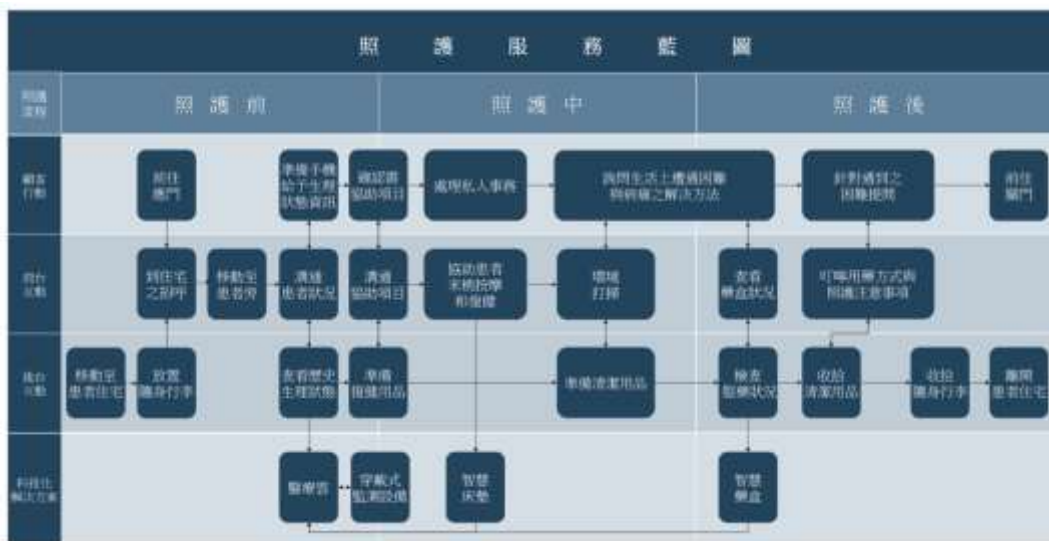 照護服務藍圖
照護
流程
照護前
照護中
照護後
顧客
行動
前往
應門
準備手機
給予生理
狀態資訊
確認需
協助項目
處理私人事務
詢問生活上遭遇困難
與病痛之解決方法
針對遇到之
困難提問
前往
關門
前台
互動
到住宅
之部中
移動至
患者旁
溝通
患者狀況
溝通
協助項目
協助患者
末梢按摩
和復健
環境
打掃
查看
藥盒狀況
叮嚀用藥方式與
照護注意事項
後台
互動
移動至
患者住宅
放置
隨身行李
查看歷史
生理狀態
準備
復健用品
準備清潔用品
檢查
服藥狀況
收拾
清潔用品
收拾
隨身行李
離開
患者住宅
科技化
解決方案
醫療雲
穿戴式
監測設備
智慧
床墊
智慧
藥盒